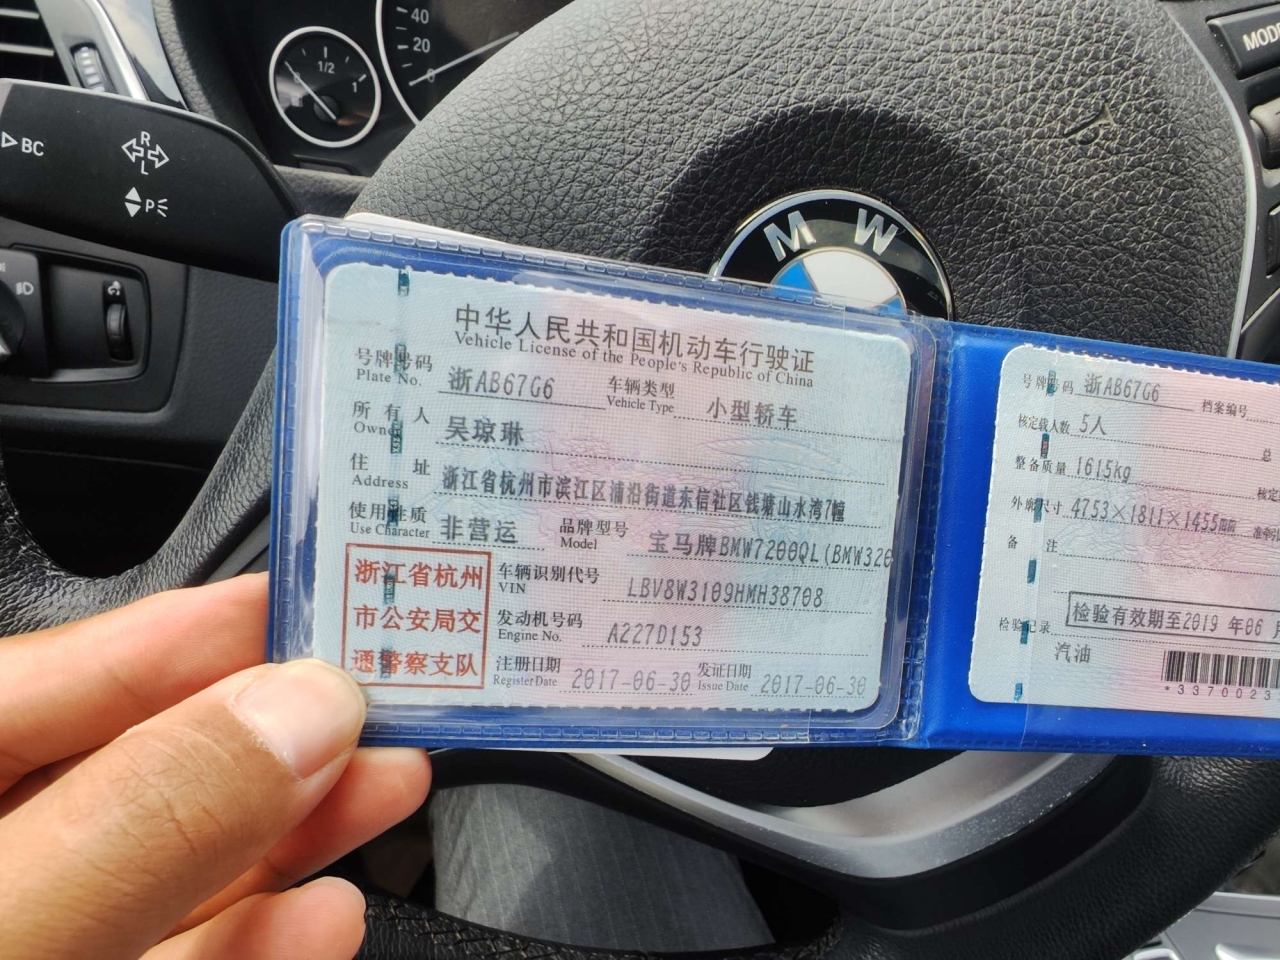 40
20
0
1/2
1
MODE
BC
R
L
P
M W
中华人民共和国机动车行驶证
Vehicle License of the People's Republic of China
号牌号码 浙AB67G6 车辆类型 小型轿车
Plate No. Vehicle Type
所有人 吴琼琳
Owner
住址 浙江省杭州市滨江区浦沿街道东信社区钱塘山水湾7幢
Address
使用性质 非营运 品牌型号 宝马牌BMW7200QL(BMW320
Use Character Model
浙江省杭州
市公安局交
通警察支队
车辆识别代号 LBV8W3109HMH38708
VIN
发动机号码 A227D153
Engine No.
注册日期 2017-06-30 发证日期 2017-06-30
Register Date Issue Date
号牌号码 浙AB67G6 档案编号
核定载人数 5人 总
整备质量 1615kg 核定
外廓尺寸 4753×1811×1455mm 准牵引
备注
检验有效期至2019 年06 月
检验记录
汽油
*3370023